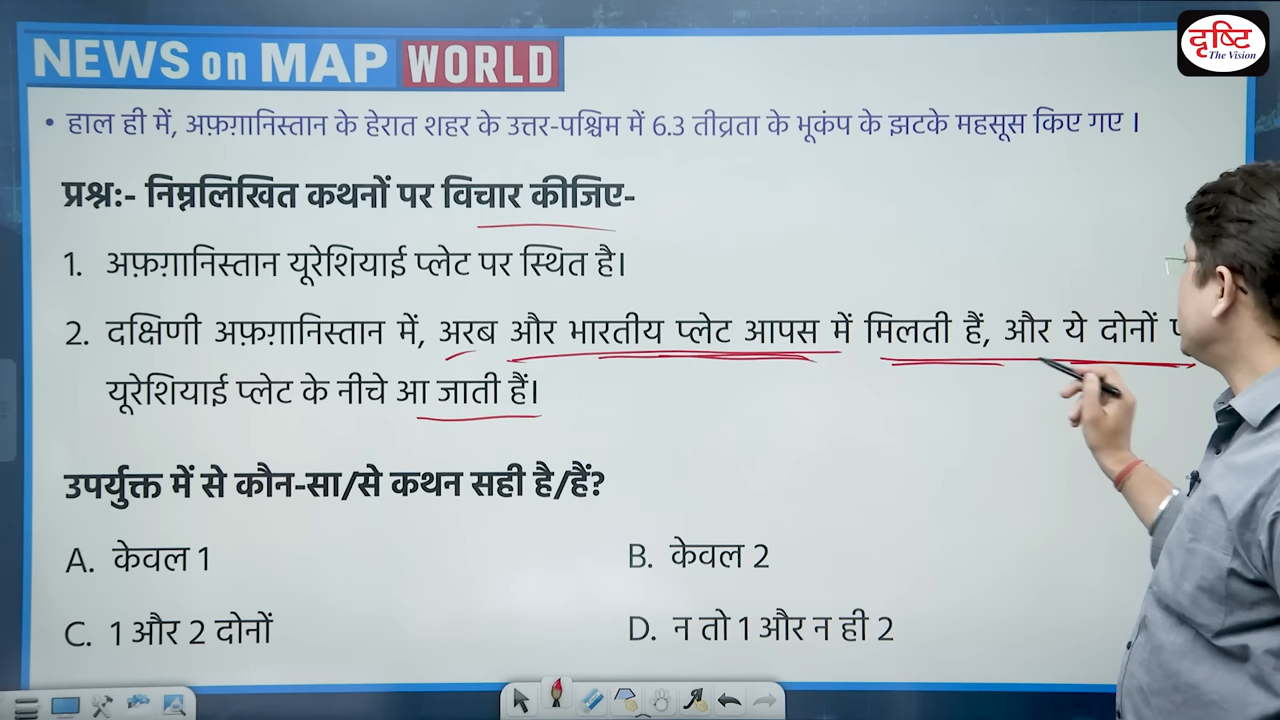 NEWS on MAP WORLD
दृष्टि
The Vision
• हाल ही में, अफ़ग़ानिस्तान के हेरात शहर के उत्तर-पश्चिम में 6.3 तीव्रता के भूकंप के झटके महसूस किए गए ।
प्रश्न:- निम्नलिखित कथनों पर विचार कीजिए-
1. अफ़ग़ानिस्तान यूरेशियाई प्लेट पर स्थित है।
2. दक्षिणी अफ़ग़ानिस्तान में, अरब और भारतीय प्लेट आपस में मिलती हैं, और ये दोनों
यूरेशियाई प्लेट के नीचे आ जाती हैं।
उपर्युक्त में से कौन-सा/से कथन सही है/हैं?
A. केवल 1 B. केवल 2
C. 1 और 2 दोनों D. न तो 1 और न ही 2